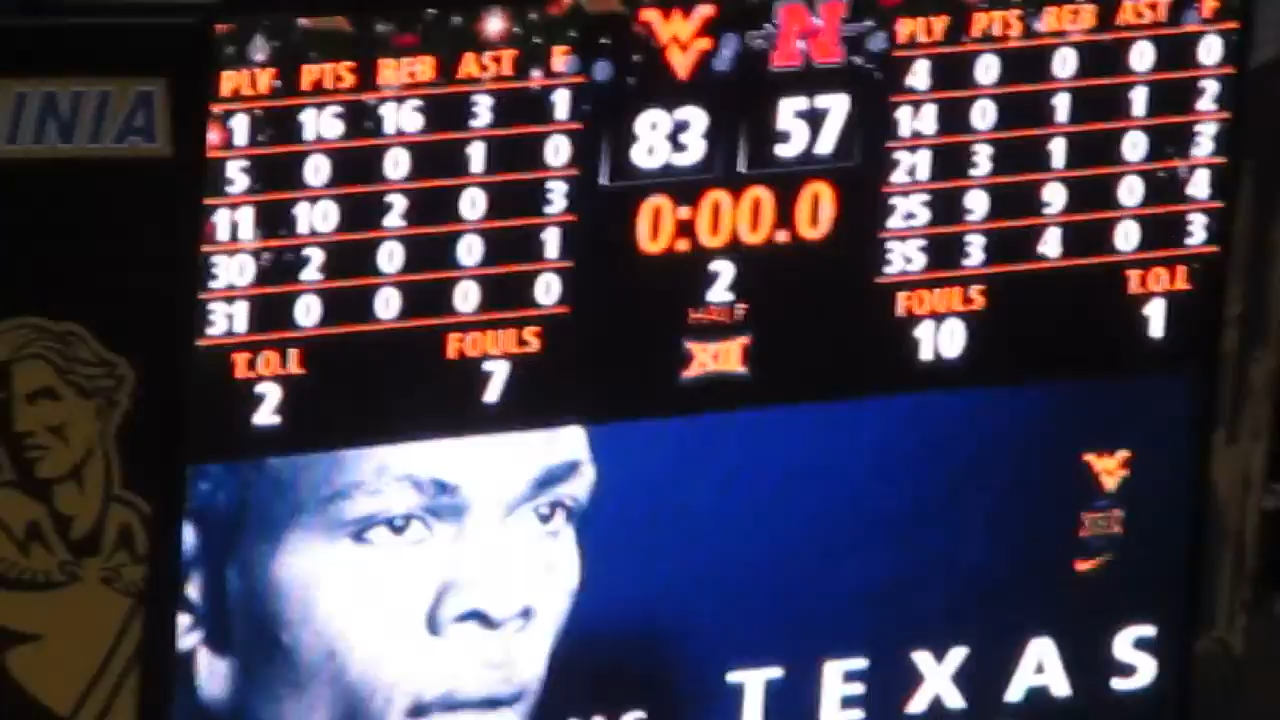 INIA
PLY PTS REB AST F
1 16 16 3 1
5 0 0 1 0
11 10 2 0 3
30 2 0 0 1
31 0 0 0 0
T.O.L FOULS
2 7
WV N
83 57
0:00.0
2
HALF
XII
PLY PTS REB AST F
4 0 0 0 0
14 0 1 1 2
21 3 1 0 3
25 9 9 0 4
35 3 4 0 3
FOULS T.O.L
10 1
WV
XII
TEXAS